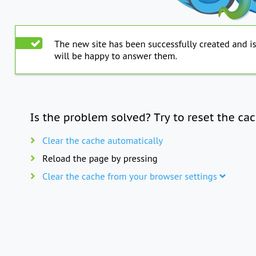 The new site has been successfully created and is
will be happy to answer them.
Is the problem solved? Try to reset the cac
Clear the cache automatically
Reload the page by pressing
Clear the cache from your browser settings